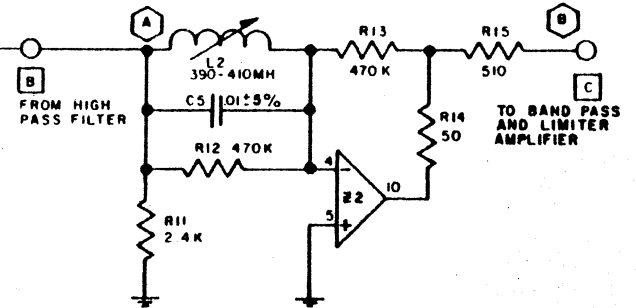 A
B
L2
390-410MH
R13
470K
R15
510
B
FROM HIGH
PASS FILTER
C5 .01±5%
C
TO BAND PASS
AND LIMITER
AMPLIFIER
R14
50
R12 470K
4
-
10
Z2
5
+
R11
2.4K